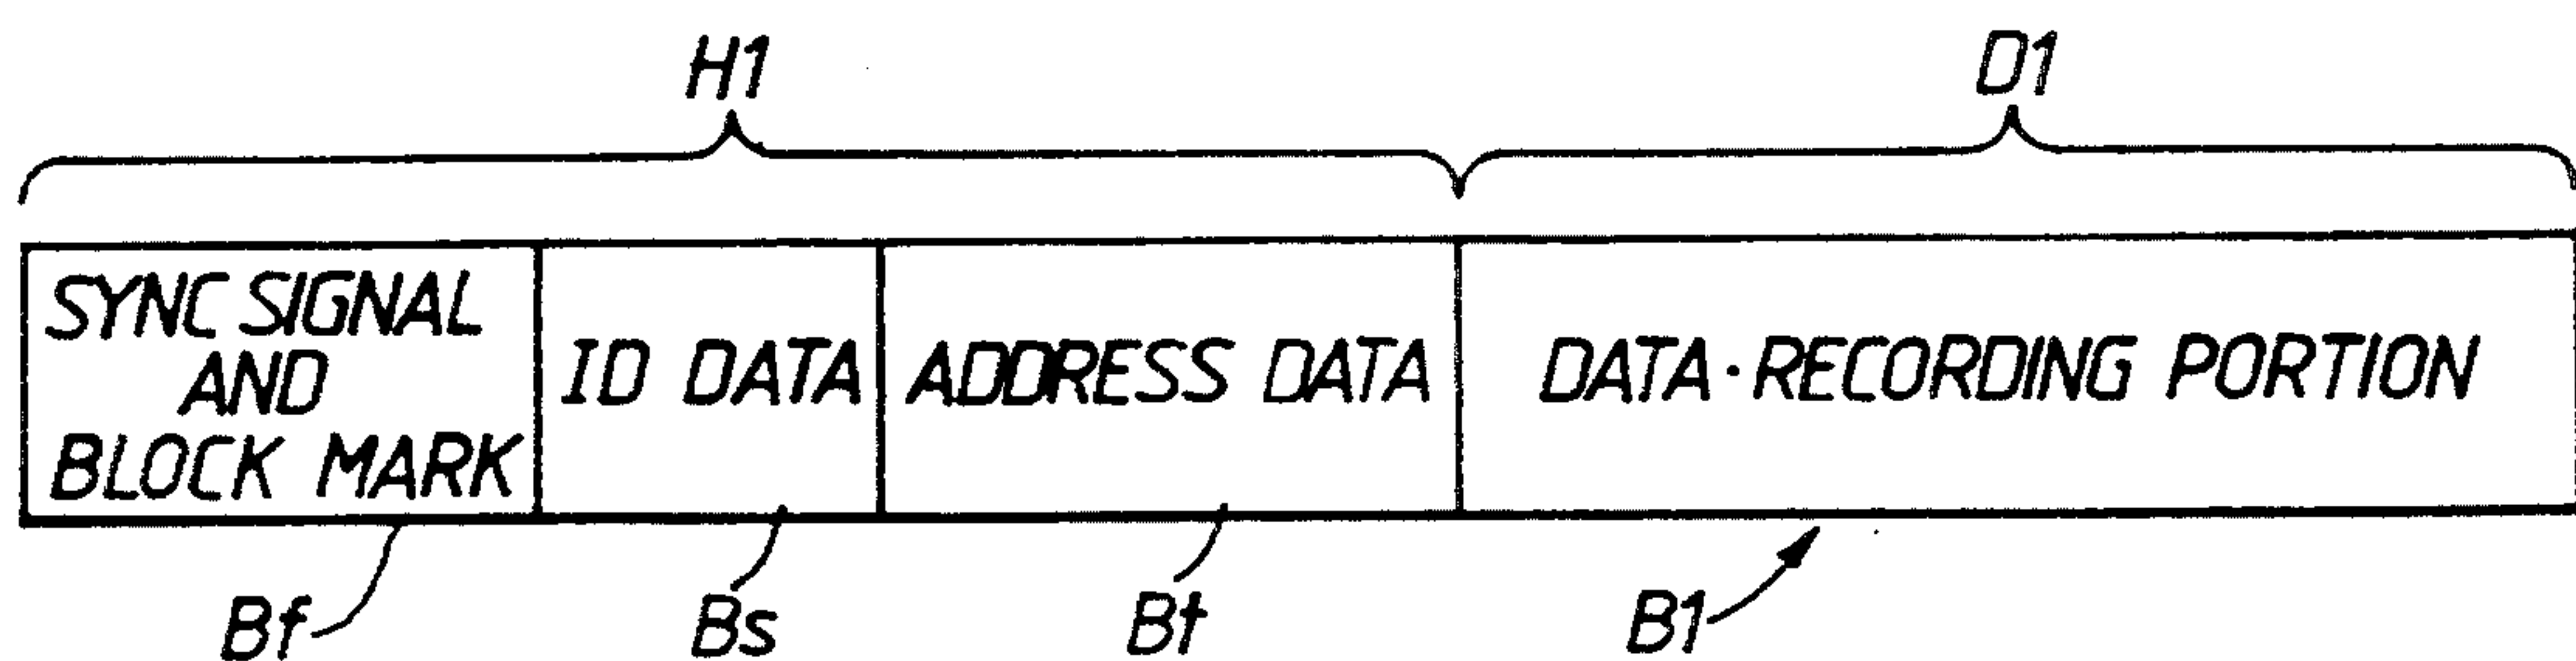 H1
D1
SYNC SIGNAL
AND
BLOCK MARK
ID DATA
ADDRESS DATA
DATA·RECORDING PORTION
Bf
Bs
Bt
B1